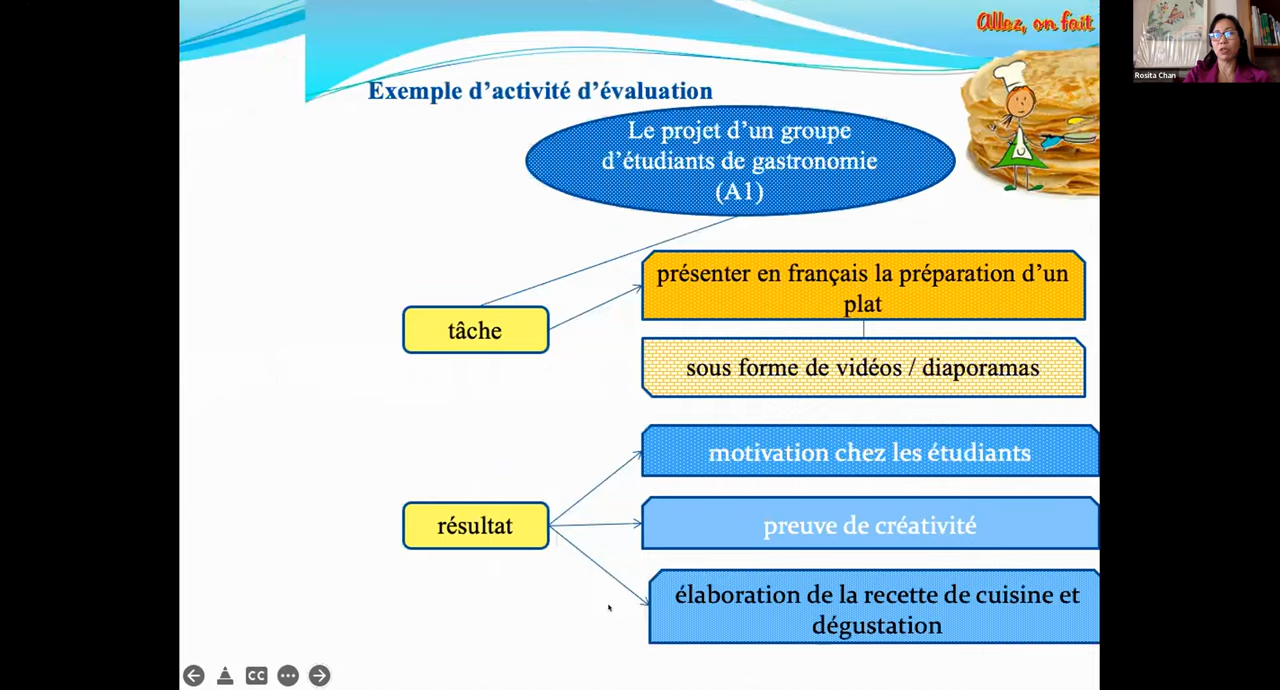 Allez, on fait
Rosita Chan
Exemple d’activité d’évaluation
Le projet d’un groupe
d’étudiants de gastronomie
(A1)
présenter en français la préparation d’un
plat
tâche
sous forme de vidéos / diaporamas
motivation chez les étudiants
résultat
preuve de créativité
élaboration de la recette de cuisine et
dégustation
CC